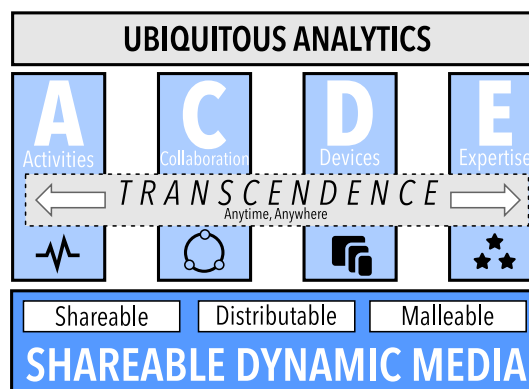 UBIQUITOUS ANALYTICS
A C D E
Activities Collaboration Devices Expertise
TRANSCENDENCE
Anytime, Anywhere
Shareable Distributable Malleable
SHAREABLE DYNAMIC MEDIA